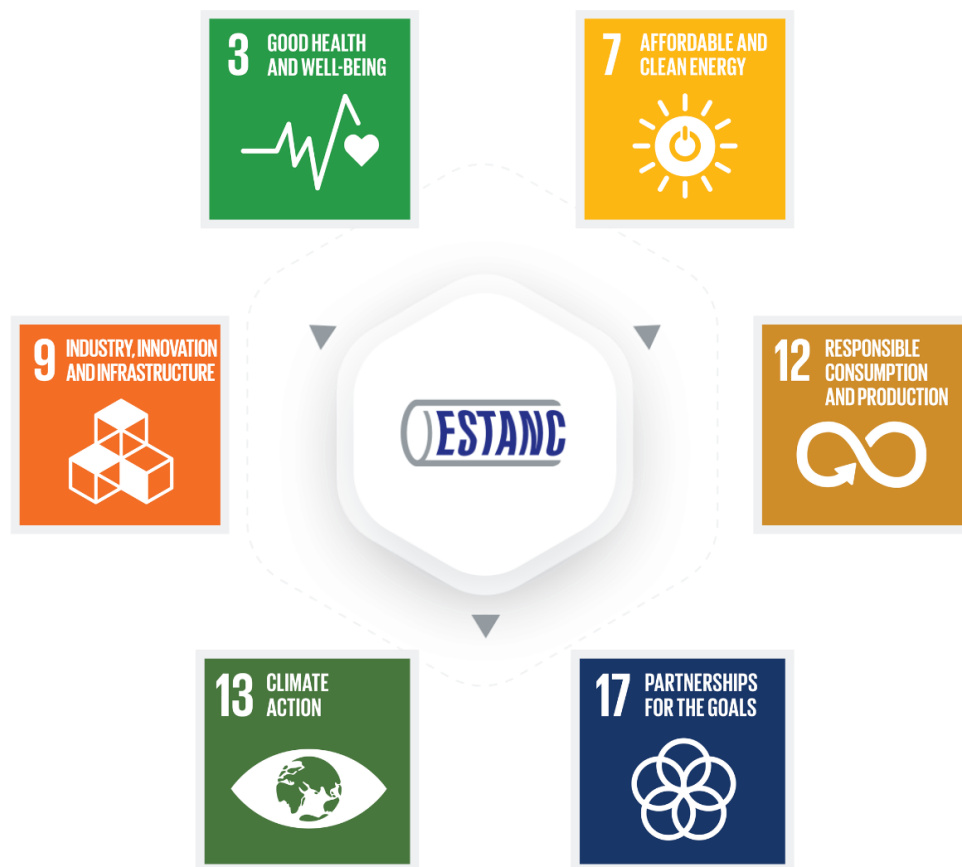 3 GOOD HEALTH
AND WELL-BEING
7 AFFORDABLE AND
CLEAN ENERGY
9 INDUSTRY, INNOVATION
AND INFRASTRUCTURE
ESTANC
12 RESPONSIBLE
CONSUMPTION
AND PRODUCTION
13 CLIMATE
ACTION
17 PARTNERSHIPS
FOR THE GOALS